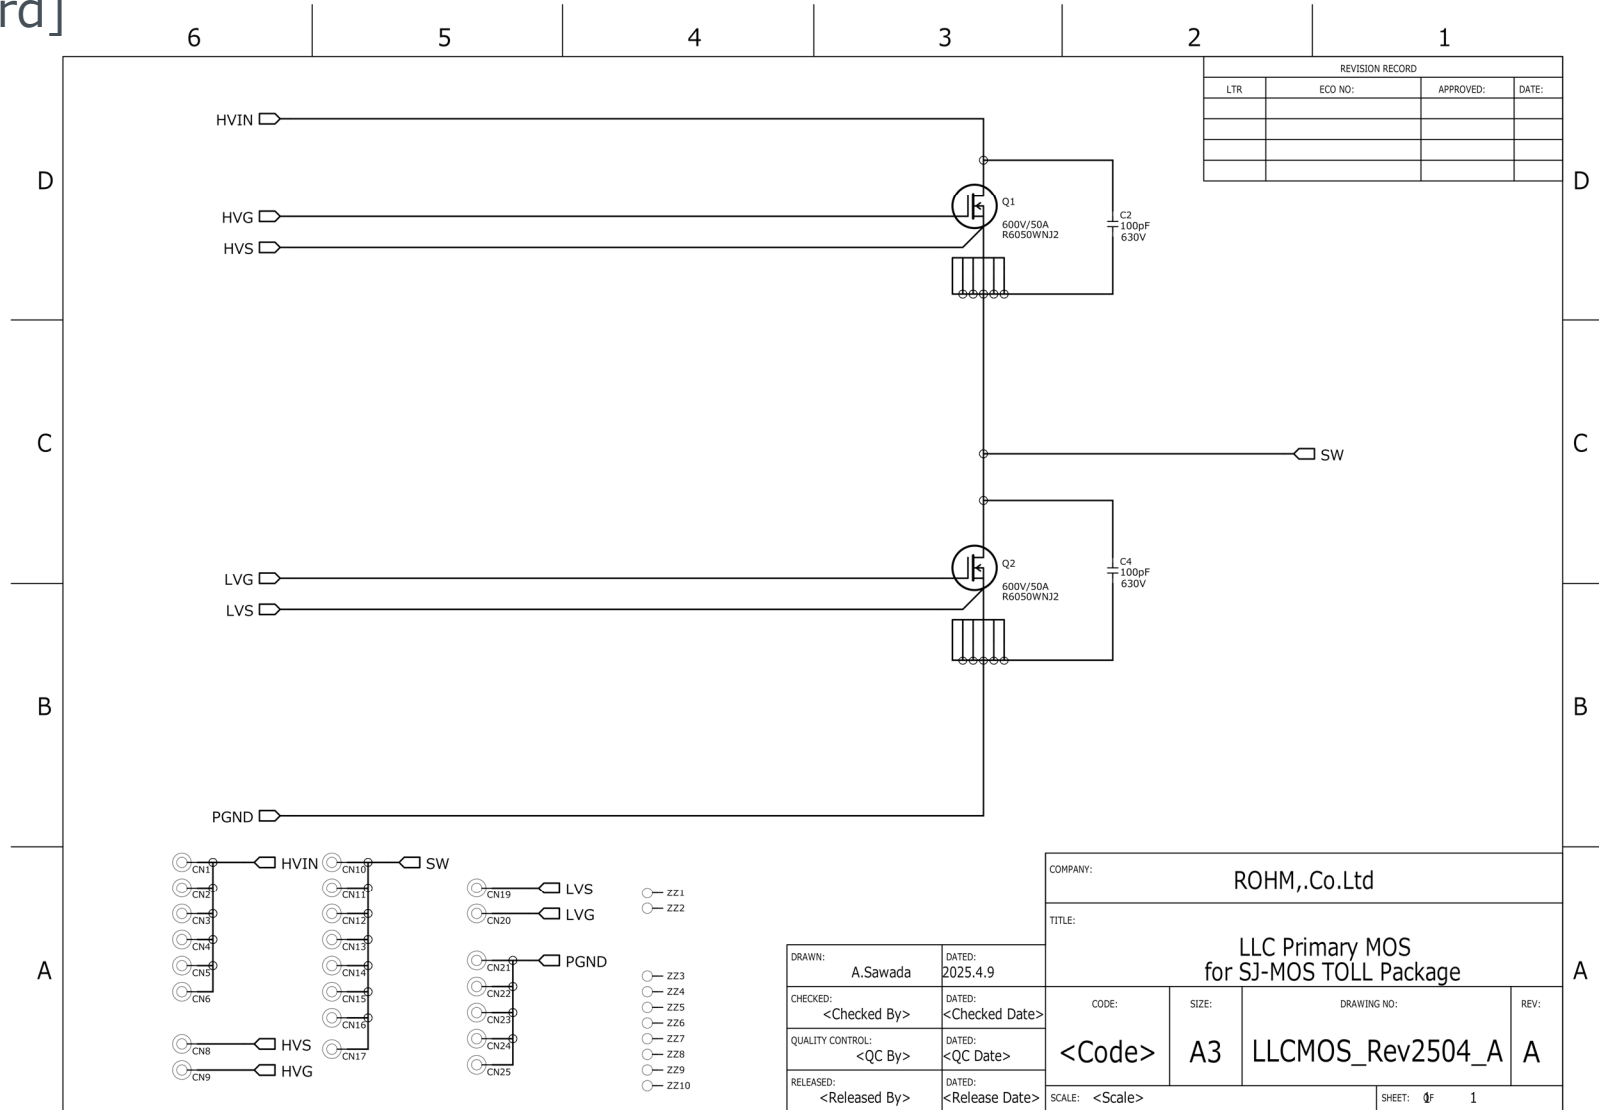 rd]
6 5 4 3 2 1
REVISION RECORD
LTR ECO NO: APPROVED: DATE:
HVIN
D D
HVG
Q1
600V/50A
R6050WNJ2
C2
100pF
630V
HVS
C C
SW
LVG
Q2
600V/50A
R6050WNJ2
C4
100pF
630V
LVS
B B
PGND
CN1 HVIN
CN2
CN3
CN4
CN5
CN6
CN8 HVS
CN9 HVG
CN10 SW
CN11
CN12
CN13
CN14
CN15
CN16
CN17
CN19 LVS
CN20 LVG
CN21 PGND
CN22
CN23
CN24
CN25
ZZ1
ZZ2
ZZ3
ZZ4
ZZ5
ZZ6
ZZ7
ZZ8
ZZ9
ZZ10
A A
COMPANY:
ROHM,.Co.Ltd
TITLE:
LLC Primary MOS
for SJ-MOS TOLL Package
DRAWN: DATED:
A.Sawada 2025.4.9
CHECKED: DATED:
<Checked By> <Checked Date>
QUALITY CONTROL: DATED:
<QC By> <QC Date>
RELEASED: DATED:
<Released By> <Release Date>
CODE: SIZE: DRAWING NO: REV:
<Code> A3 LLCMOS_Rev2504_A A
SCALE: <Scale> SHEET: 1 OF 1